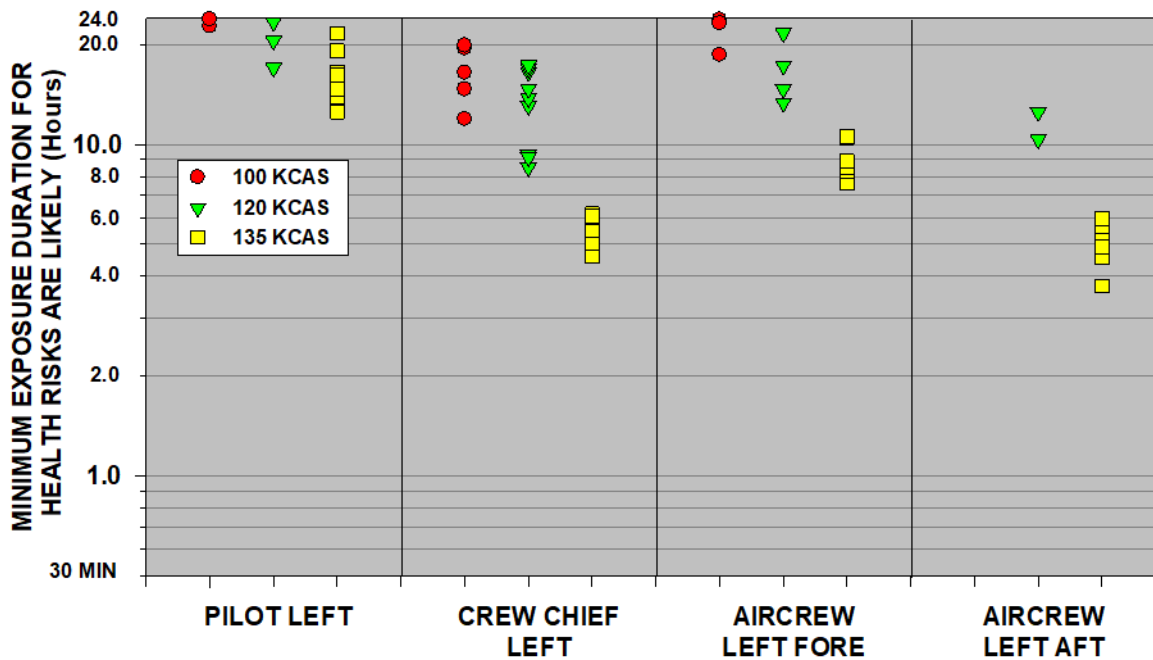 MINIMUM EXPOSURE DURATION FOR
HEALTH RISKS ARE LIKELY (Hours)
24.0
20.0
10.0
8.0
6.0
4.0
2.0
1.0
30 MIN
100 KCAS
120 KCAS
135 KCAS
PILOT LEFT
CREW CHIEF
LEFT
AIRCREW
LEFT FORE
AIRCREW
LEFT AFT